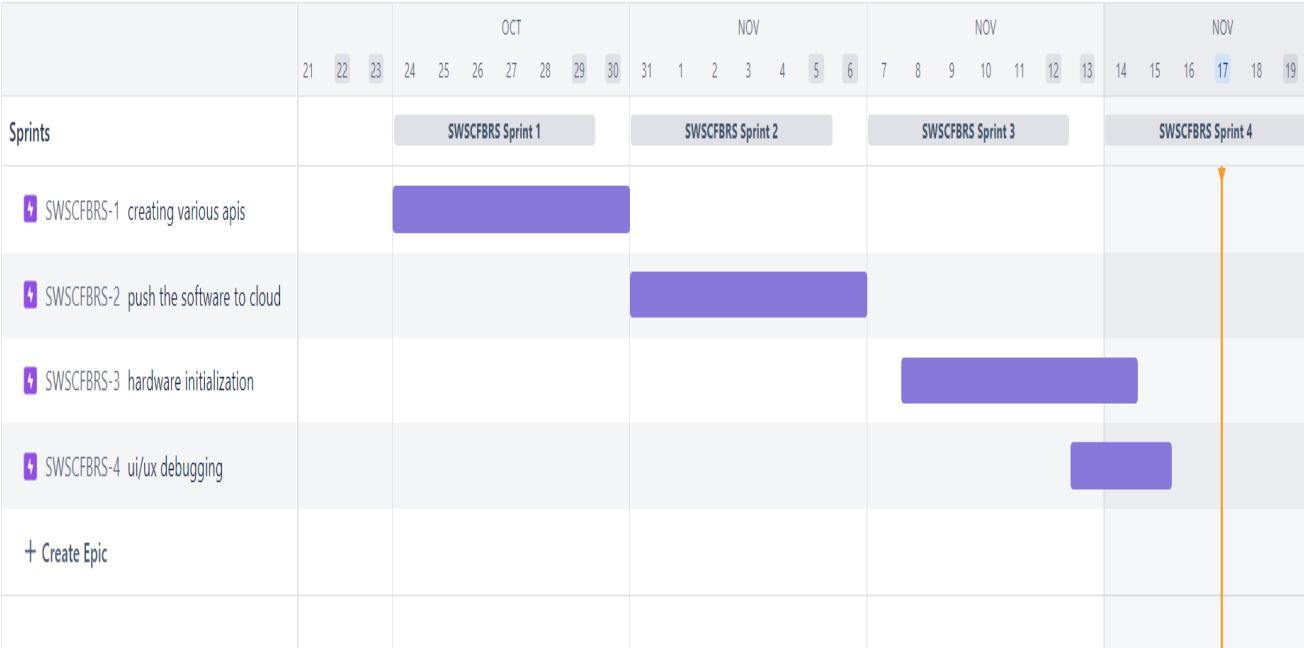 OCT NOV NOV NOV
21 22 23 24 25 26 27 28 29 30 31 1 2 3 4 5 6 7 8 9 10 11 12 13 14 15 16 17 18 19
Sprints SWSCFBRS Sprint 1 SWSCFBRS Sprint 2 SWSCFBRS Sprint 3 SWSCFBRS Sprint 4
SWSCFBRS-1 creating various apis
SWSCFBRS-2 push the software to cloud
SWSCFBRS-3 hardware initialization
SWSCFBRS-4 ui/ux debugging
+ Create Epic